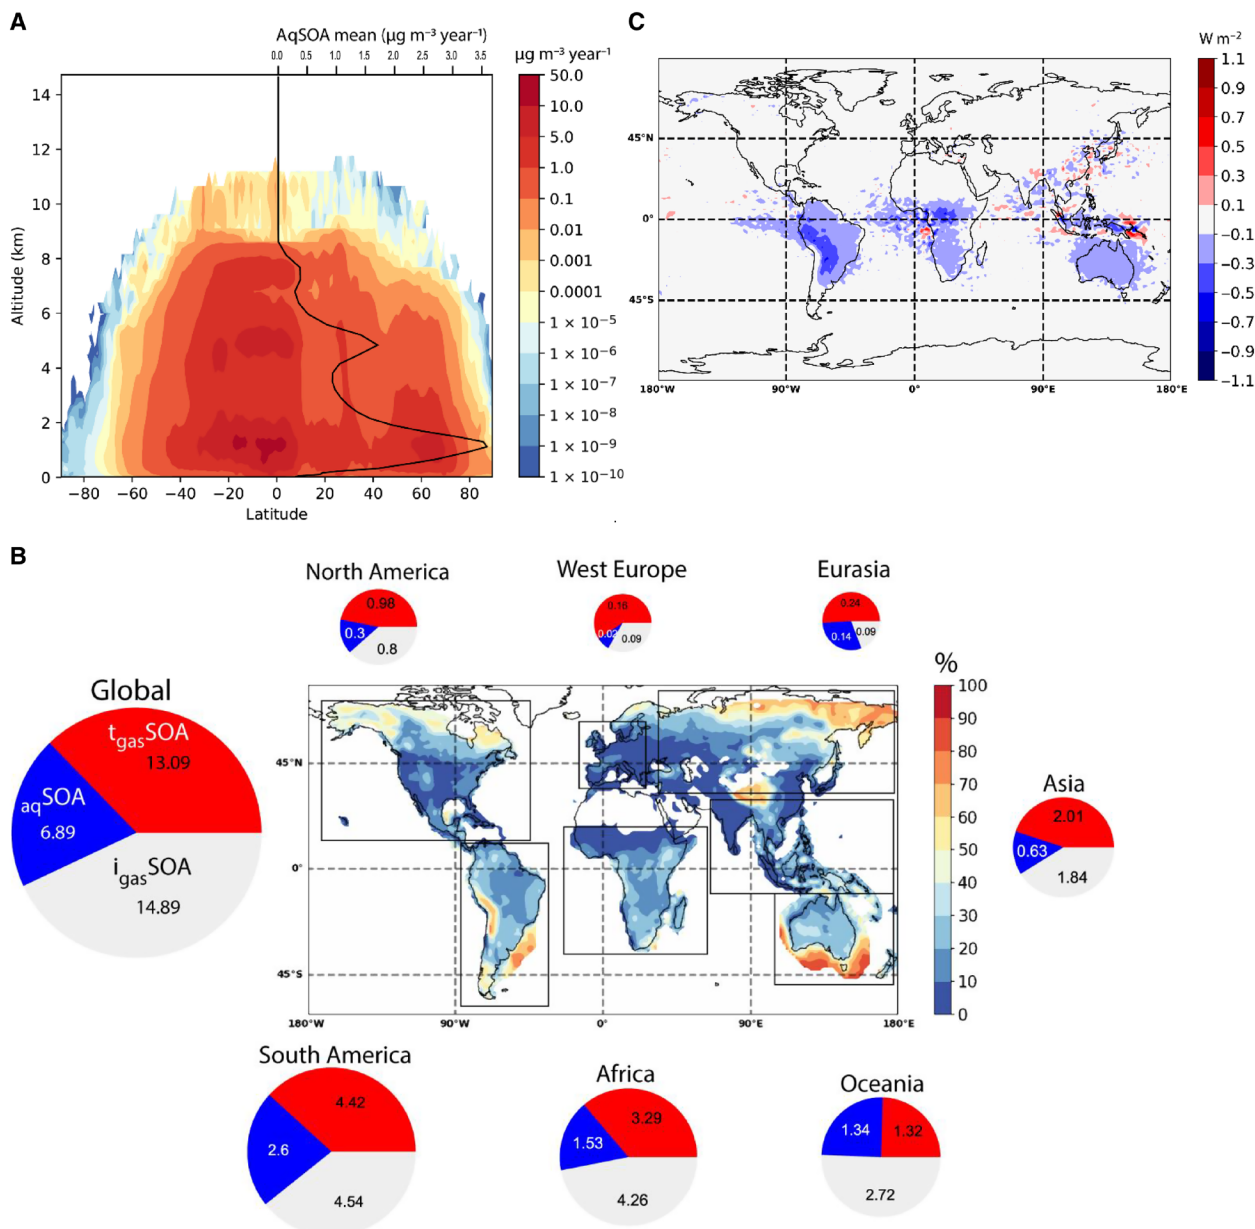 A
AqSOA mean (µg m⁻³ year⁻¹)
0.0 0.5 1.0 1.5 2.0 2.5 3.0 3.5
µg m⁻³ year⁻¹
14
12
10
8
6
4
2
0
Altitude (km)
−80 −60 −40 −20 0 20 40 60 80
Latitude
50.0
10.0
5.0
1.0
0.1
0.01
0.001
0.0001
1 × 10⁻⁵
1 × 10⁻⁶
1 × 10⁻⁷
1 × 10⁻⁸
1 × 10⁻⁹
1 × 10⁻¹⁰
C
W m⁻²
45°N
0°
45°S
180°W 90°W 0° 90°E 180°E
1.1
0.9
0.7
0.5
0.3
0.1
−0.1
−0.3
−0.5
−0.7
−0.9
−1.1
B
North America
0.98
0.3
0.8
West Europe
0.16
0.02
0.09
Eurasia
0.24
0.14
0.09
Global
tgasSOA
13.09
aqSOA
6.89
igasSOA
14.89
45°N
0°
45°S
180°W 90°W 0° 90°E 180°E
%
100
90
80
70
60
50
40
30
20
10
0
Asia
2.01
0.63
1.84
South America
4.42
2.6
4.54
Africa
3.29
1.53
4.26
Oceania
1.34
1.32
2.72